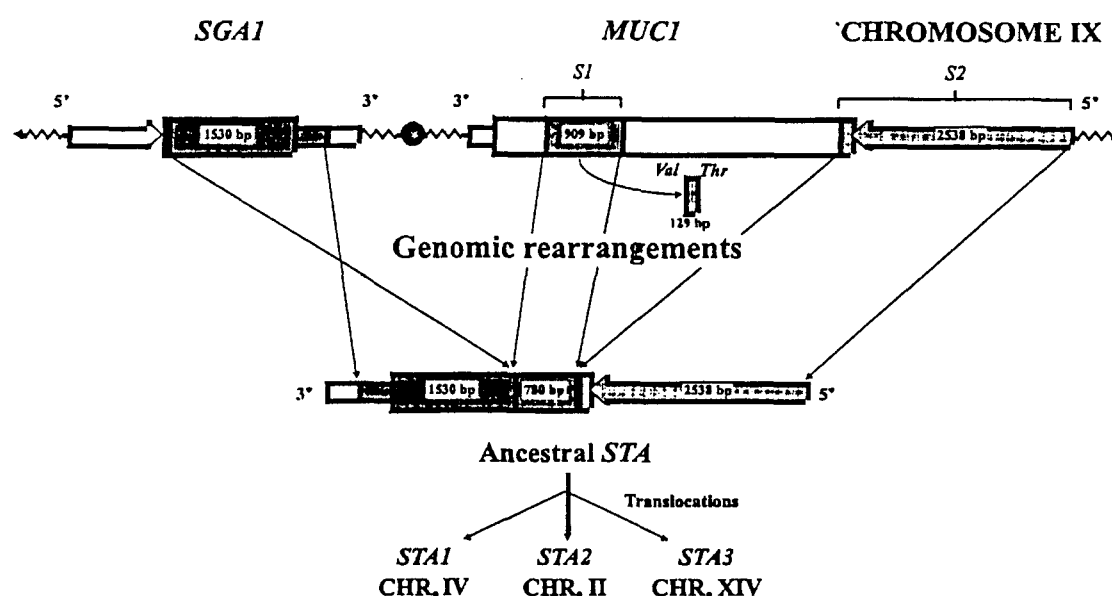 SGA1 MUC1 'CHROMOSOME IX
S1 S2
5' 3' 3' 5'
1530 bp 909 bp 2538 bp
Val Thr
129 bp
Genomic rearrangements
3' 1530 bp 780 bp 2538 bp 5'
Ancestral STA
Translocations
STA1 STA2 STA3
CHR, IV CHR, II CHR, XIV